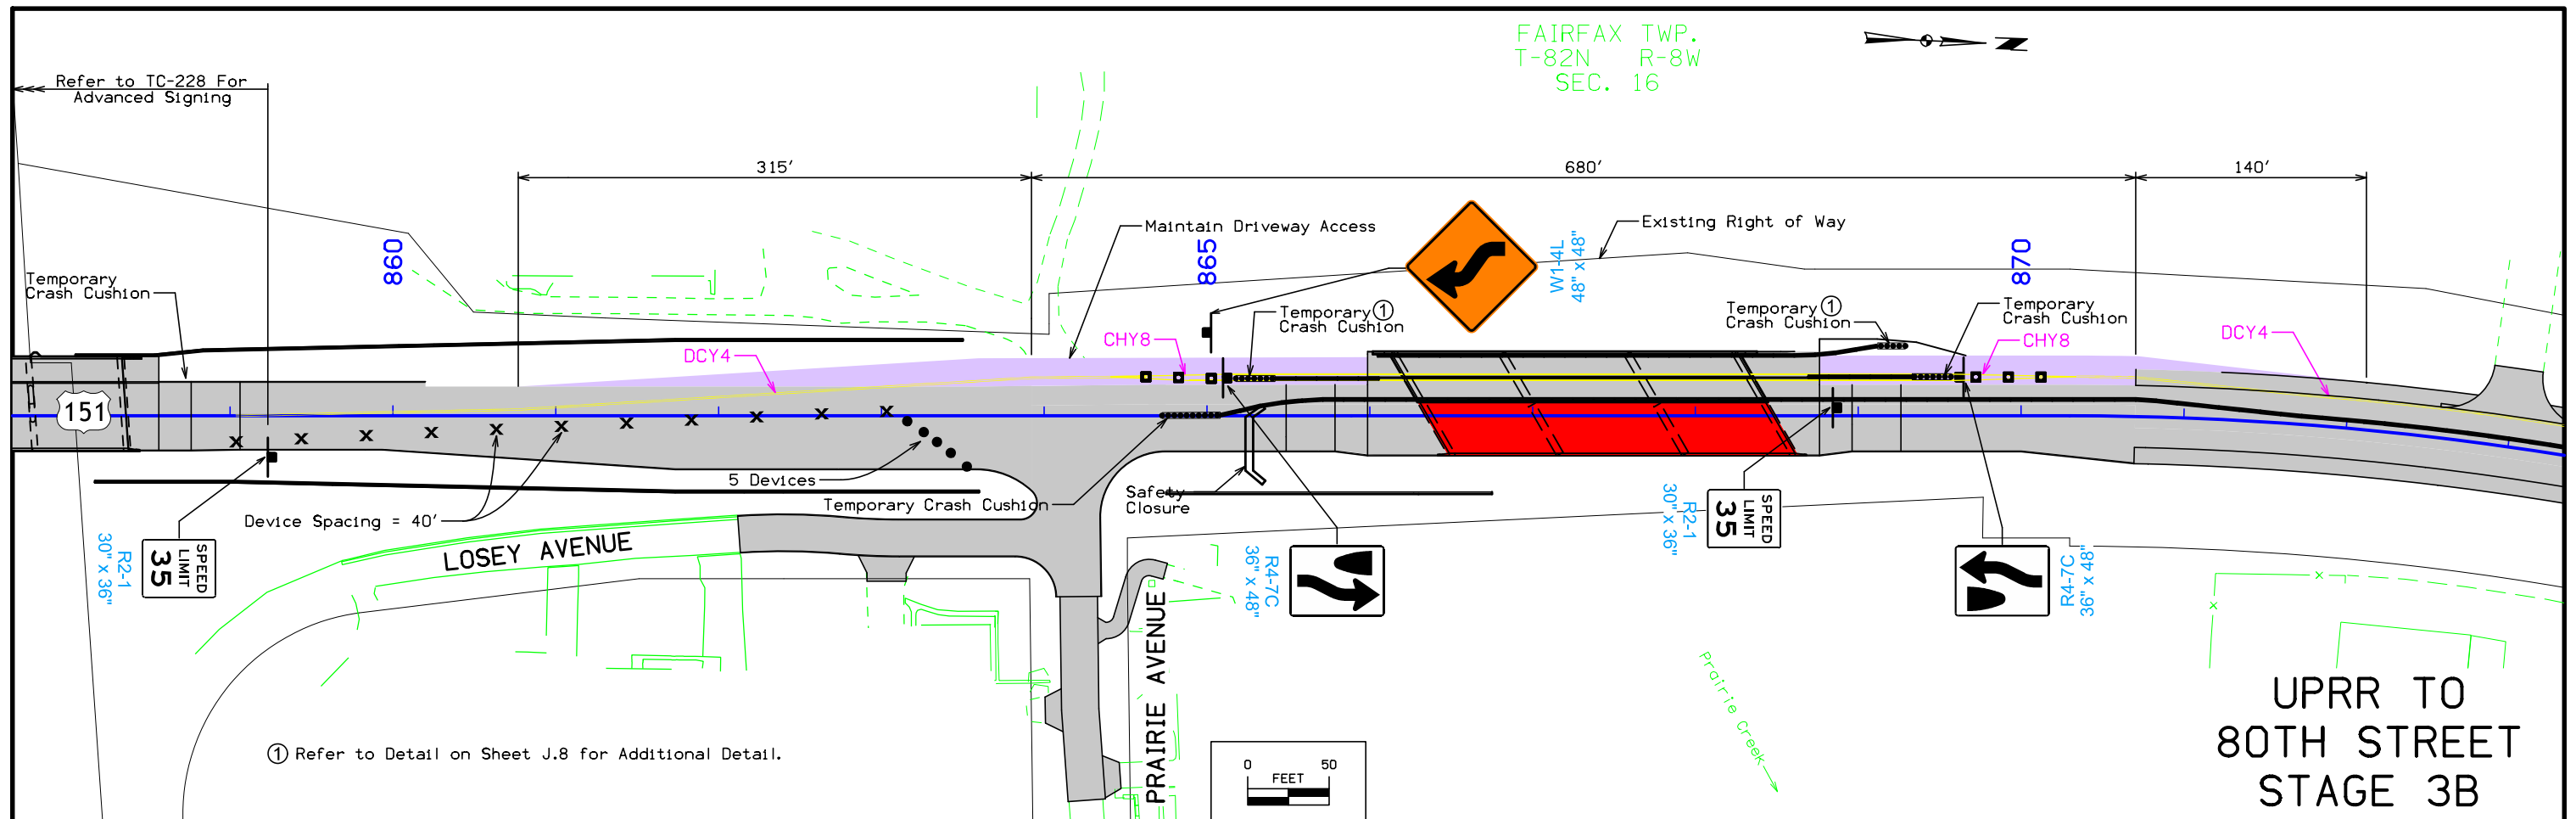 FAIRFAX TWP.
T-82N R-8W
SEC. 16
N
Refer to TC-228 For
Advanced Signing
315'
680'
140'
Maintain Driveway Access
Existing Right of Way
W1-4L
48" x 48"
860
865
870
Temporary
Crash Cushion
Temporary ①
Crash Cushion
Temporary ①
Crash Cushion
Temporary
Crash Cushion
DCY4
CHY8
CHY8
DCY4
151
5 Devices
Temporary Crash Cushion
Safety
Closure
Device Spacing = 40'
LOSEY AVENUE
R2-1
30" x 36"
SPEED
LIMIT
35
R4-7C
36" x 48"
R2-1
30" x 36"
SPEED
LIMIT
35
R4-7C
36" x 48"
PRAIRIE AVENUE
Prairie Creek
① Refer to Detail on Sheet J.8 for Additional Detail.
0 50
FEET
UPRR TO
80TH STREET
STAGE 3B